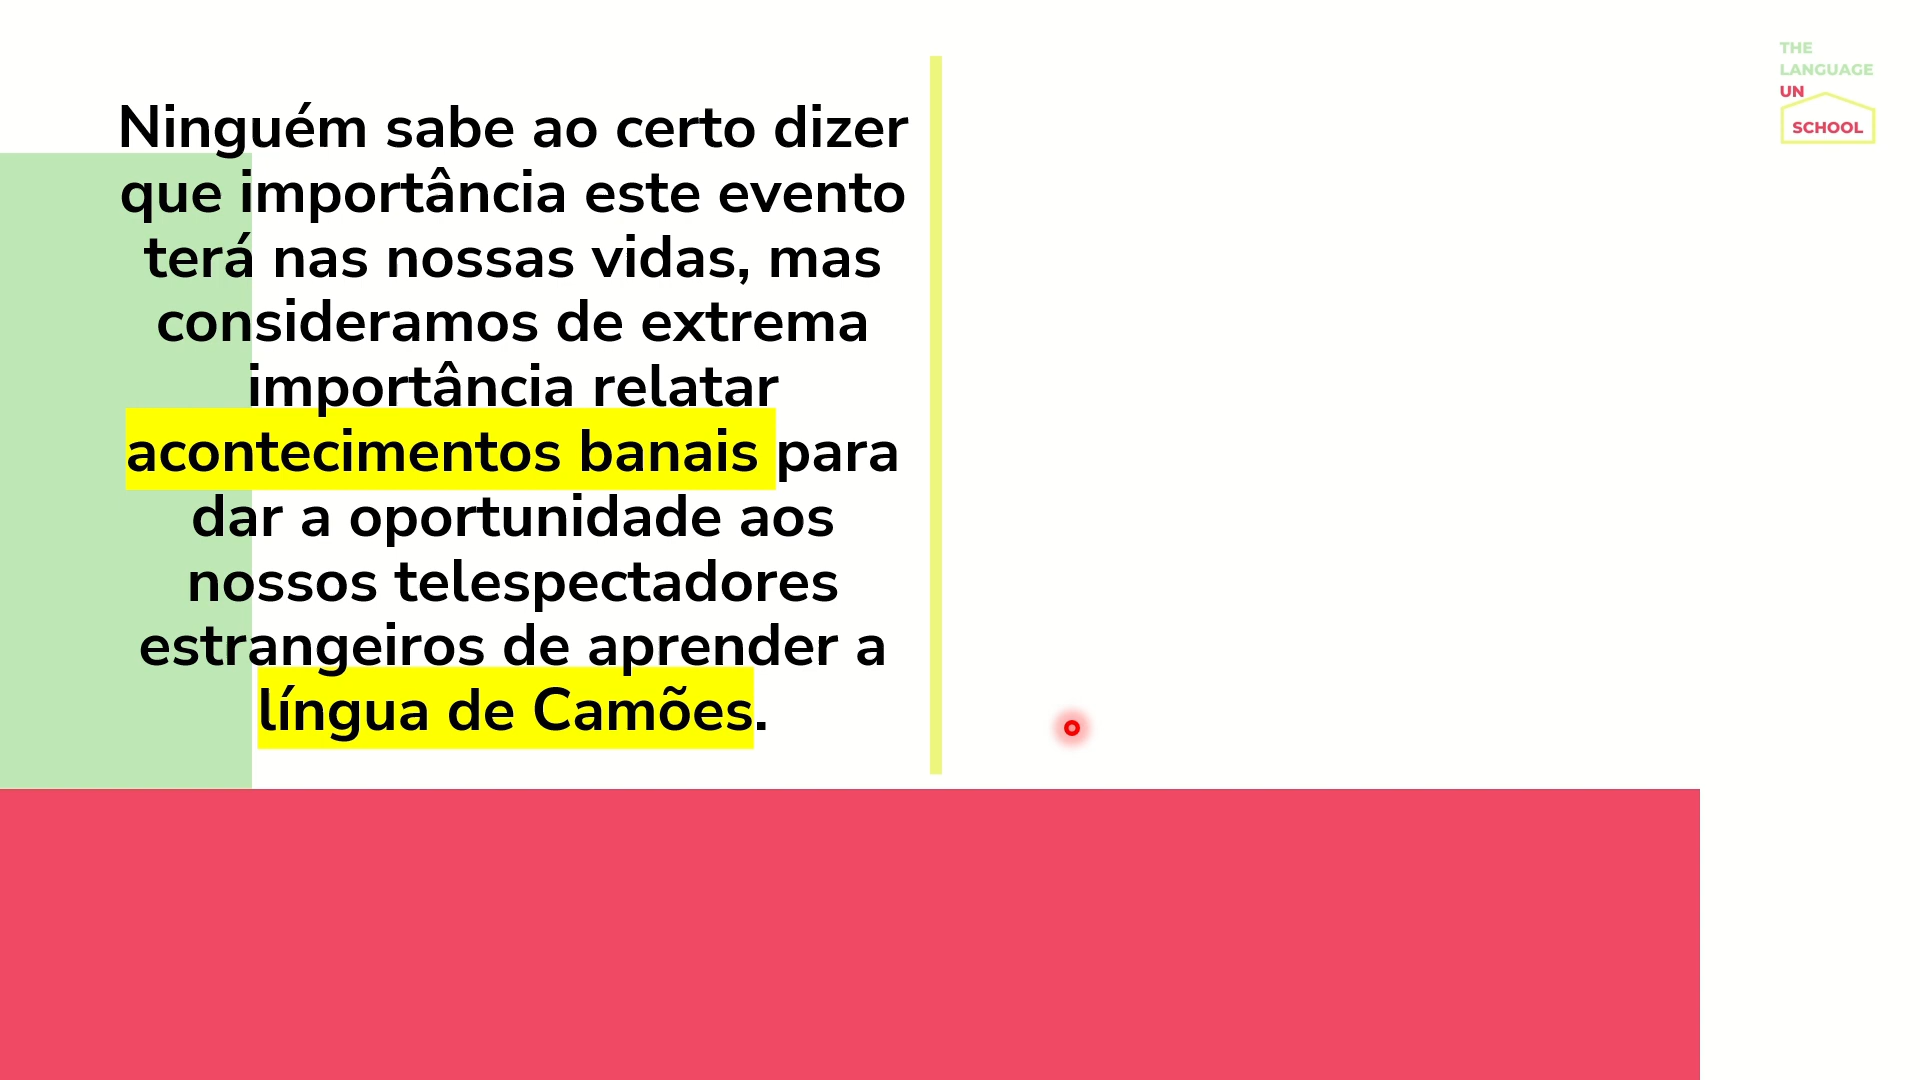 Ninguém sabe ao certo dizer
que importância este evento
terá nas nossas vidas, mas
consideramos de extrema
importância relatar
acontecimentos banais para
dar a oportunidade aos
nossos telespectadores
estrangeiros de aprender a
língua de Camões.
THE
LANGUAGE
UN
SCHOOL